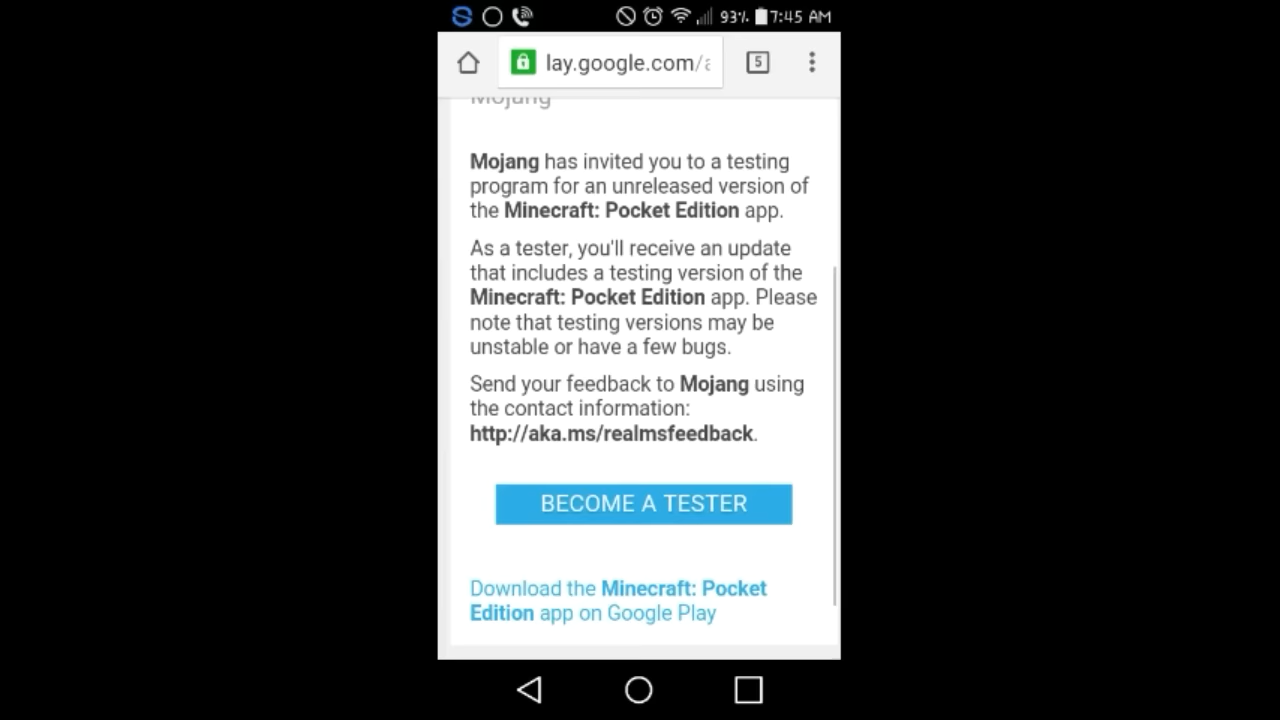 93% 7:45 AM
lay.google.com/a
5
Mojang
Mojang has invited you to a testing
program for an unreleased version of
the Minecraft: Pocket Edition app.
As a tester, you'll receive an update
that includes a testing version of the
Minecraft: Pocket Edition app. Please
note that testing versions may be
unstable or have a few bugs.
Send your feedback to Mojang using
the contact information:
http://aka.ms/realmsfeedback.
BECOME A TESTER
Download the Minecraft: Pocket
Edition app on Google Play